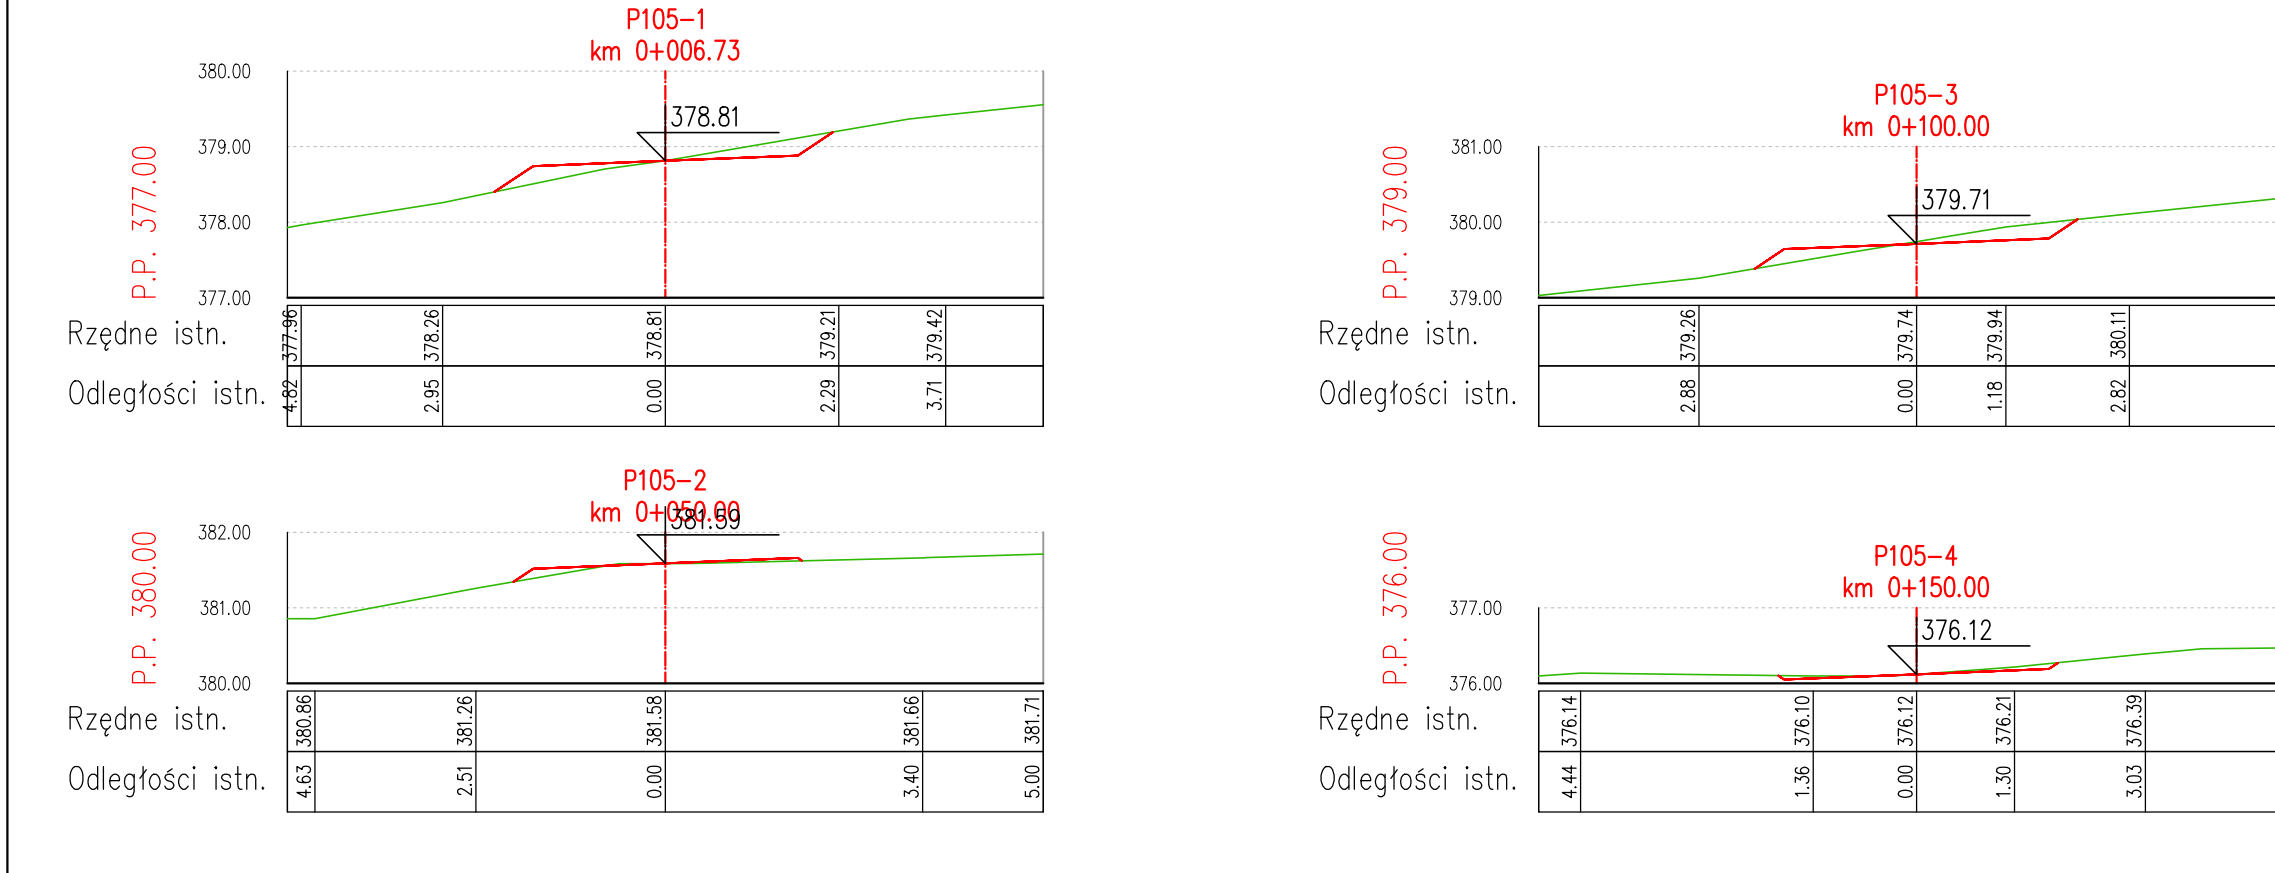 P105-1
km 0+006.73
P.P. 377.00
380.00
379.00
378.00
377.00
378.81
Rzędne istn.
377.96 378.26 378.81 379.21 379.42
Odległości istn.
4.82 2.95 0.00 2.29 3.71
P105-2
km 0+050.00
P.P. 380.00
382.00
381.00
380.00
381.59
Rzędne istn.
380.86 381.26 381.58 381.66 381.71
Odległości istn.
4.63 2.51 0.00 3.40 5.00
P105-3
km 0+100.00
P.P. 379.00
381.00
380.00
379.00
379.71
Rzędne istn.
379.26 379.74 379.94 380.11
Odległości istn.
2.88 0.00 1.18 2.82
P105-4
km 0+150.00
P.P. 376.00
377.00
376.00
376.12
Rzędne istn.
376.14 376.10 376.12 376.21 376.39
Odległości istn.
4.44 1.36 0.00 1.30 3.03